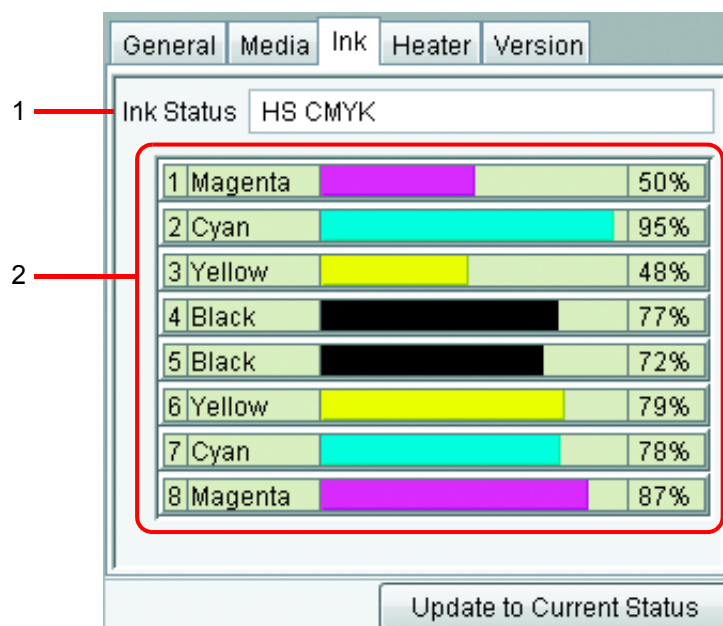 General Media Ink Heater Version
1 Ink Status HS CMYK
1 Magenta 50%
2 Cyan 95%
2 3 Yellow 48%
4 Black 77%
5 Black 72%
6 Yellow 79%
7 Cyan 78%
8 Magenta 87%
Update to Current Status